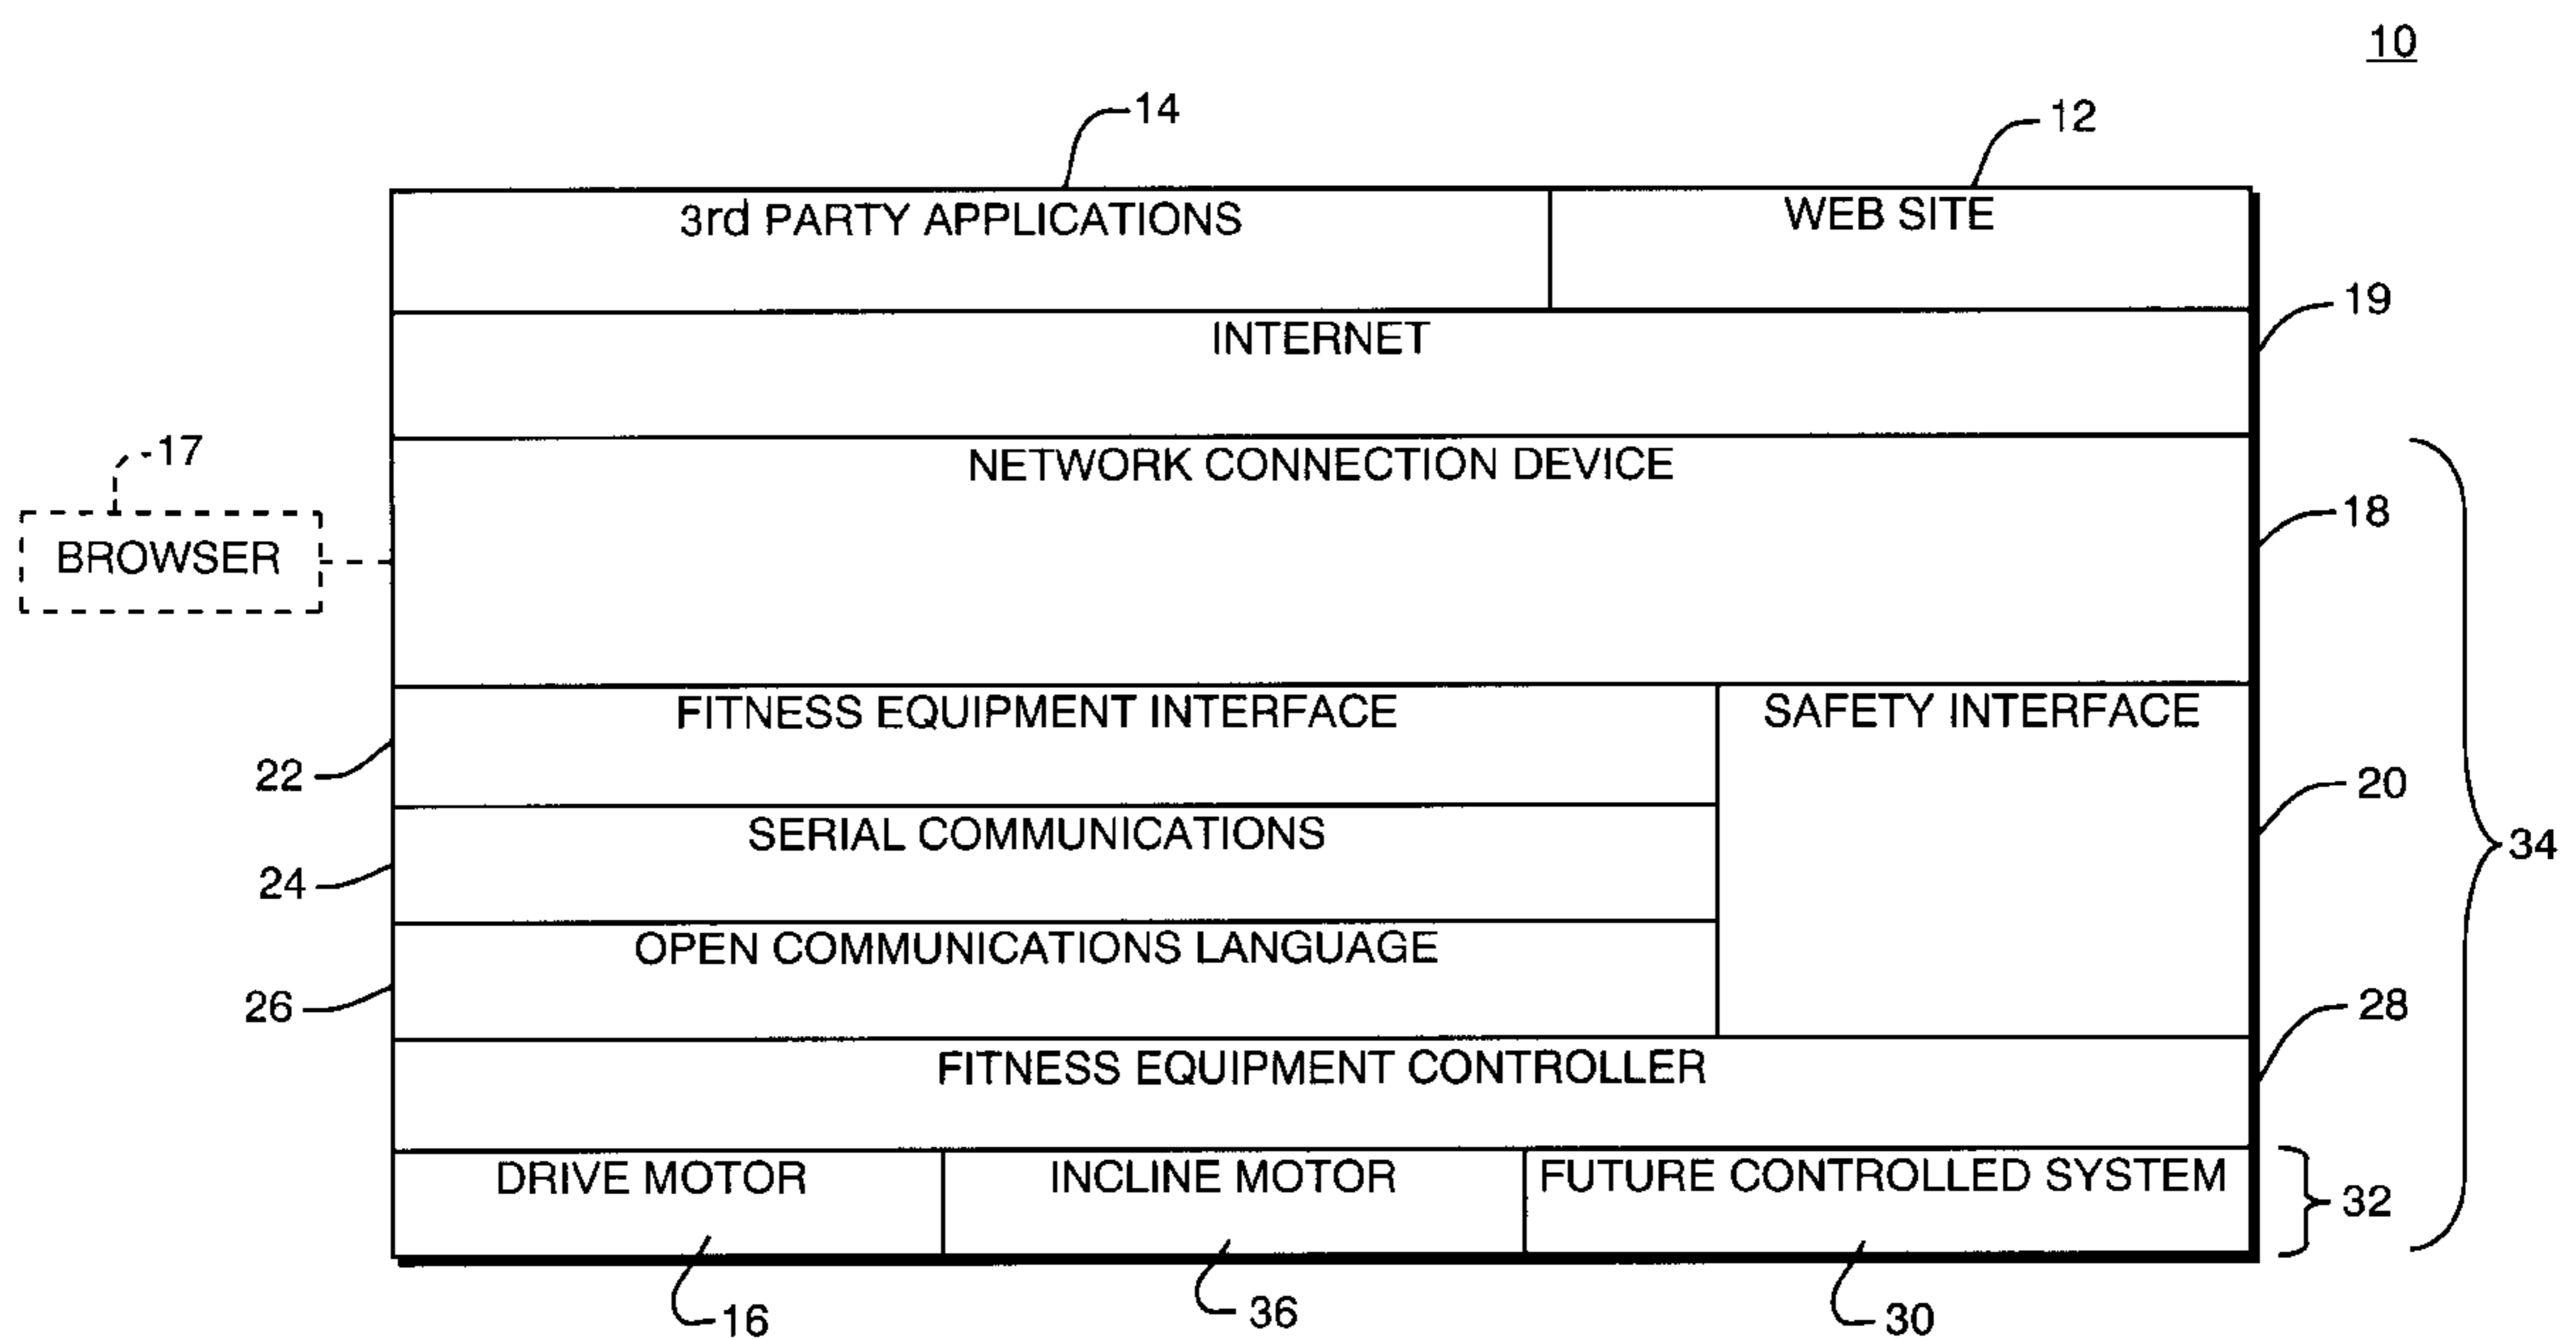 10
14
12
3rd PARTY APPLICATIONS
WEB SITE
19
INTERNET
17
NETWORK CONNECTION DEVICE
18
BROWSER
FITNESS EQUIPMENT INTERFACE
SAFETY INTERFACE
22
20
SERIAL COMMUNICATIONS
34
24
OPEN COMMUNICATIONS LANGUAGE
26
28
FITNESS EQUIPMENT CONTROLLER
DRIVE MOTOR
INCLINE MOTOR
FUTURE CONTROLLED SYSTEM
32
16
36
30